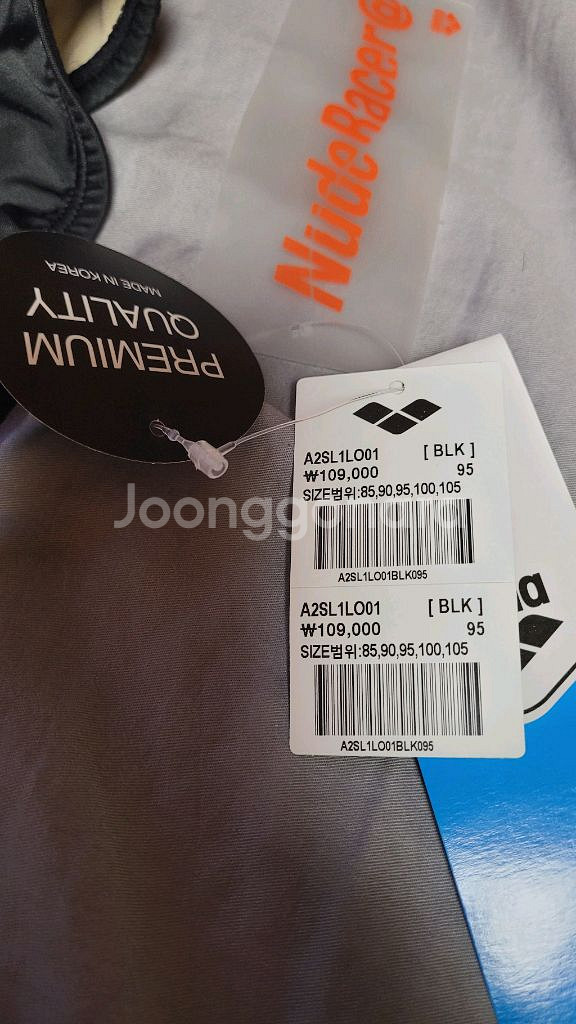 NudeRacer@
PREMIUM
QUALITY
MADE IN KOREA
A2SL1LO01 [ BLK ]
₩109,000 95
SIZE범위:85,90,95,100,105
A2SL1LO01BLK095
A2SL1LO01 [ BLK ]
₩109,000 95
SIZE범위:85,90,95,100,105
A2SL1LO01BLK095